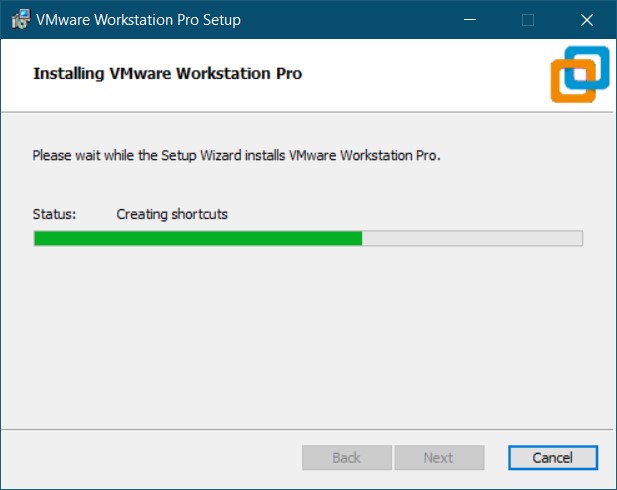 VMware Workstation Pro Setup
Installing VMware Workstation Pro
Please wait while the Setup Wizard installs VMware Workstation Pro.
Status: Creating shortcuts
Back Next Cancel